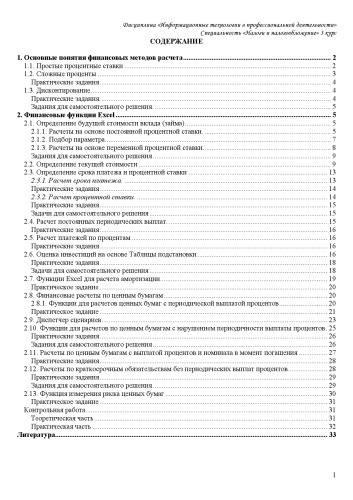 Дисциплина «Информационные технологии в профессиональной деятельности»
Специальность «Налоги и налогообложение» 3 курс
СОДЕРЖАНИЕ
1. Основные понятия финансовых методов расчета 2
1.1. Простые процентные ставки 2
1.2. Сложные проценты 3
Практические задания 4
1.3. Дисконтирование 4
Практические задания 4
Задания для самостоятельного решения 5
2. Финансовые функции Excel 5
2.1. Определение будущей стоимости вклада (займа) 5
2.1.1. Расчеты на основе постоянной процентной ставки. 5
2.1.2. Подбор параметра 7
2.1.3. Расчеты на основе переменной процентной ставки 8
Задания для самостоятельного решения 9
2.2. Определение текущей стоимости 9
2.3. Определение срока платежа и процентной ставки 13
2.3.1. Расчет срока платежа. 13
Практические задания 14
2.3.2. Расчет процентной ставки. 14
Практические задания 15
Задачи для самостоятельного решения 15
2.4. Расчет постоянных периодических выплат 15
Практические задания 16
2.5. Расчет платежей по процентам 16
Практические задания 16
2.6. Оценка инвестиций на основе Таблицы подстановки 16
Практические задания 18
Задачи для самостоятельного решения 18
2.7. Функции Excel для расчета амортизации 19
Практическое задание 20
2.8. Финансовые расчеты по ценным бумагам 20
2.8.1. Функции для расчетов ценных бумаг с периодической выплатой процентов 20
Практическое задание 21
2.9. Диспетчер сценариев 23
2.10. Функции для расчетов по ценным бумагам с нарушением периодичности выплаты процентов 25
Практические задания 26
Задания для самостоятельного решения 26
2.11. Расчеты по ценным бумагам с выплатой процентов и номинала в момент погашения 27
Практические задания 28
2.12. Расчеты по краткосрочным обязательствам без периодических выплат процентов 28
Практические задания 29
Задания для самостоятельного решения 29
2.13. Функции измерения риска ценных бумаг 30
Практическое задание 31
Контрольная работа 31
Теоретическая часть 31
Практическая часть 32
Литература 33
1